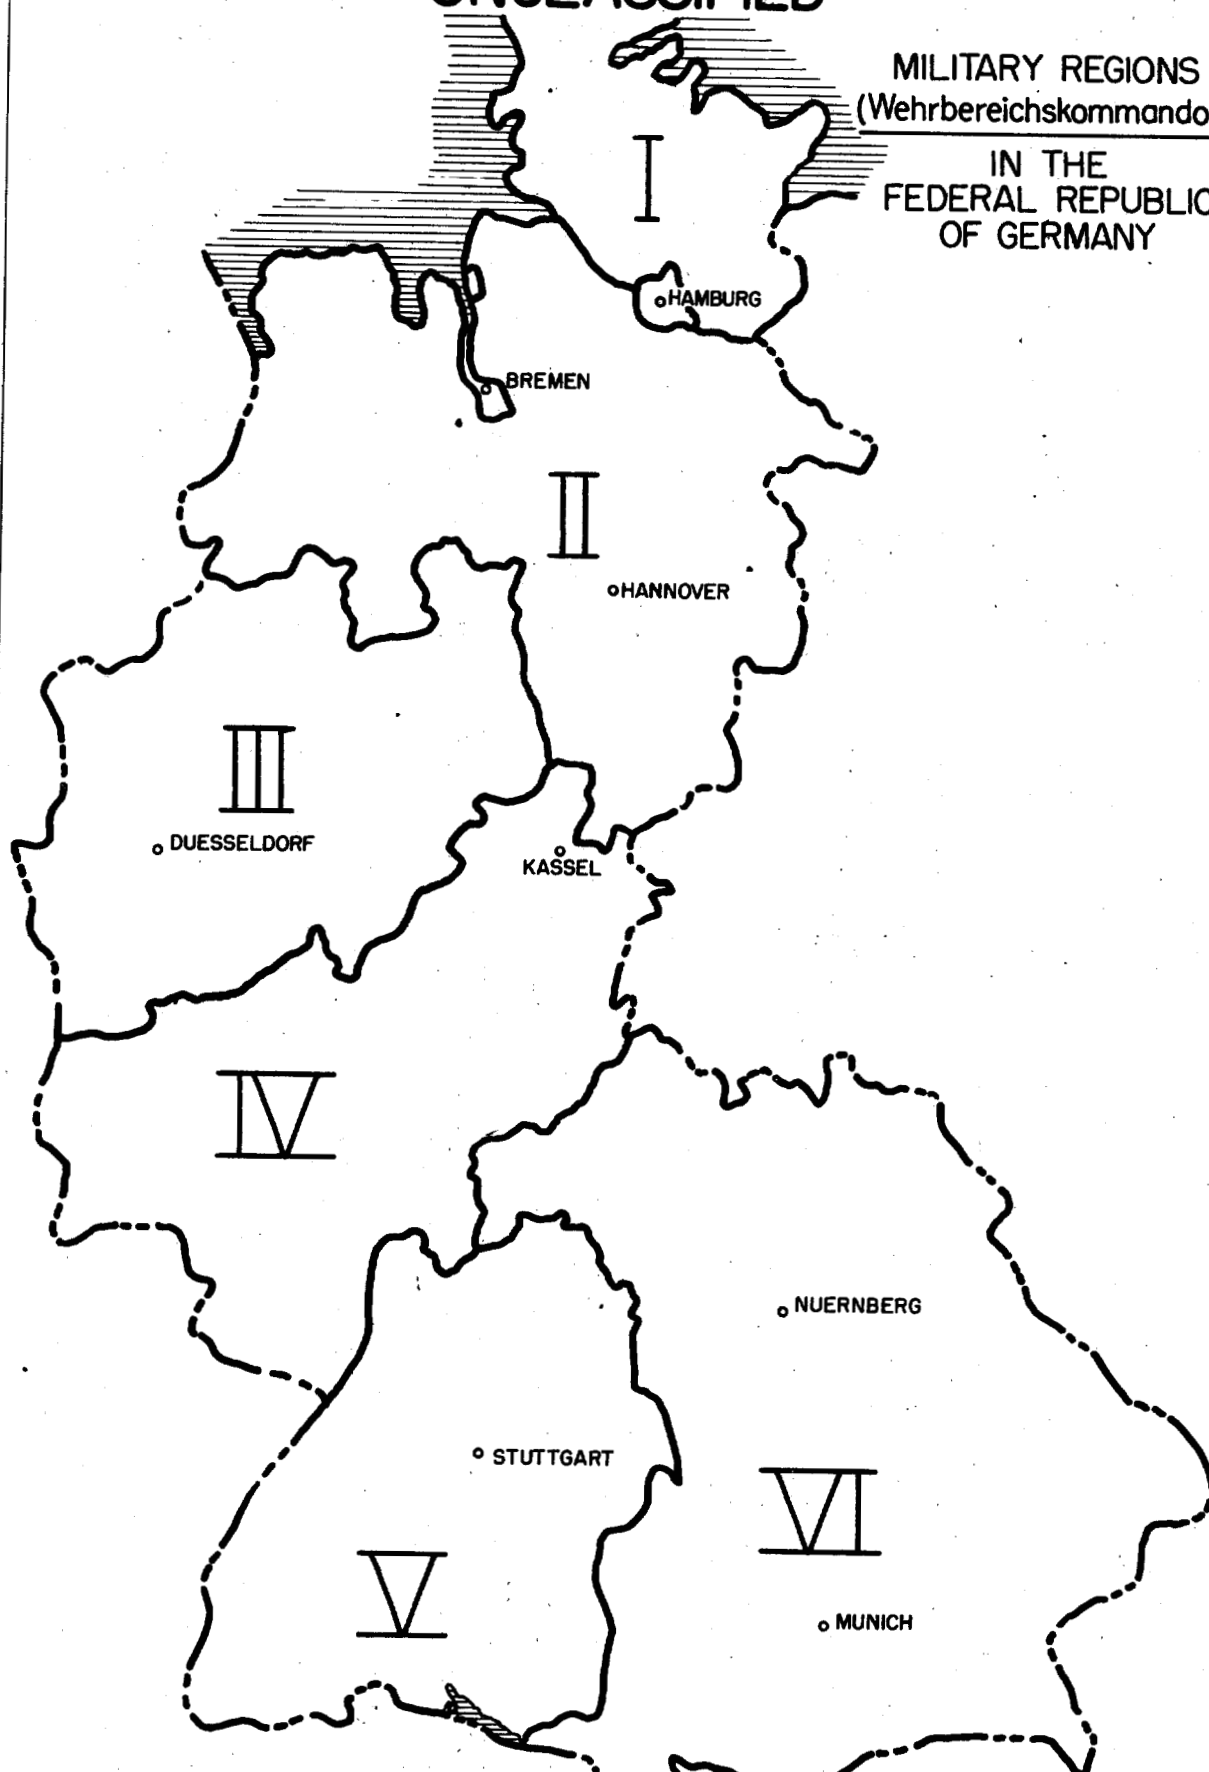 UNCLASSIFIED
MILITARY REGIONS
(Wehrbereichskommando
IN THE
FEDERAL REPUBLIC
OF GERMANY
I
HAMBURG
BREMEN
II
HANNOVER
III
DUESSELDORF
KASSEL
IV
NUERNBERG
STUTTGART
VI
V
MUNICH